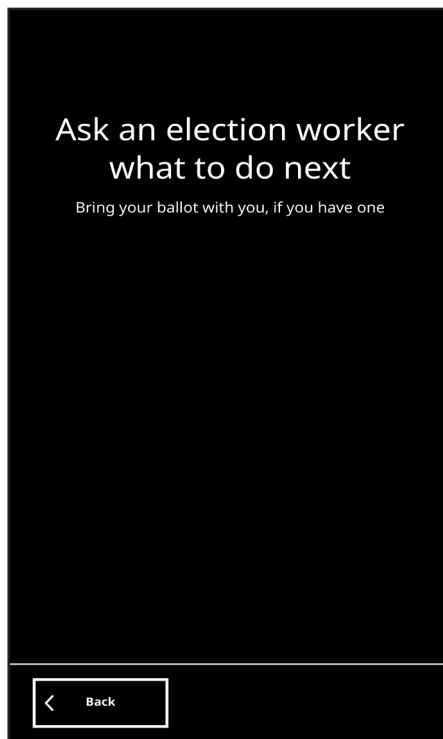 Ask an election worker
what to do next
Bring your ballot with you, if you have one
Back